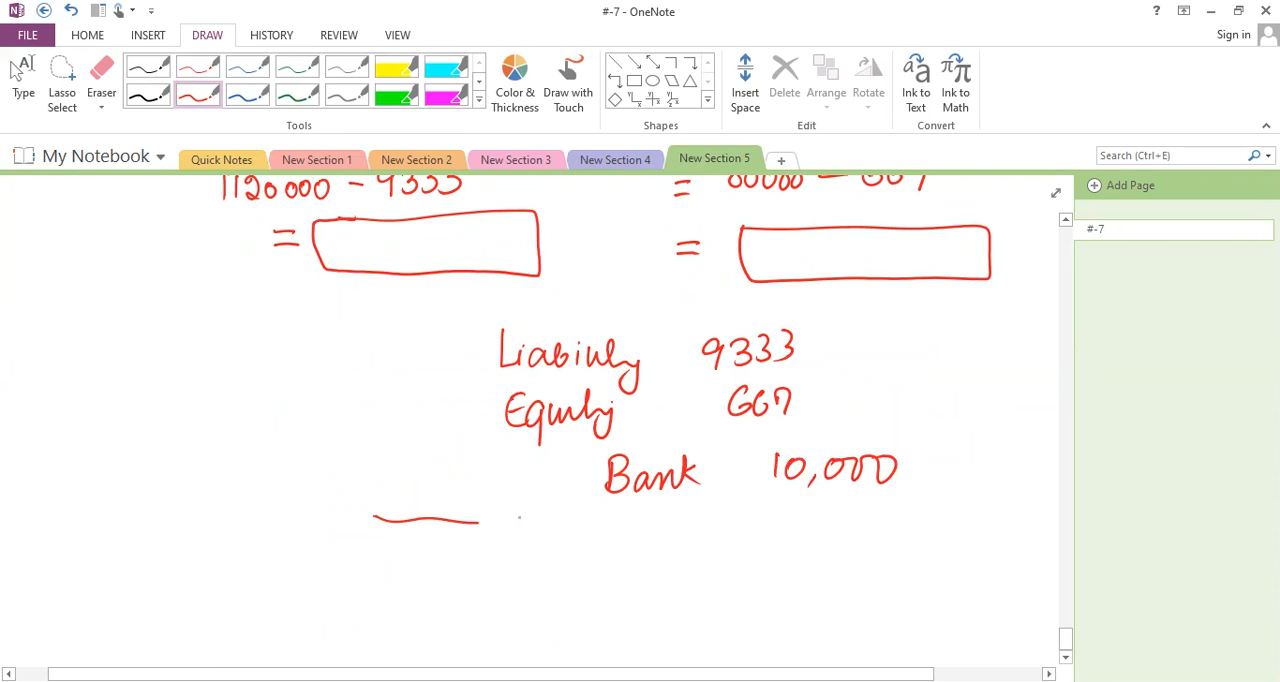 #-7 - OneNote
? Sign in
FILE HOME INSERT DRAW HISTORY REVIEW VIEW
Type Lasso Select Eraser Color & Thickness Draw with Touch Insert Space Delete Arrange Rotate Ink to Text Ink to Math
Tools Shapes Edit Convert
My Notebook Quick Notes New Section 1 New Section 2 New Section 3 New Section 4 New Section 5 Search (Ctrl+E)
Add Page
#-7
1120000 - 9333 = 80000 - 667
= =
Liability 9333
Equity 667
Bank 10,000